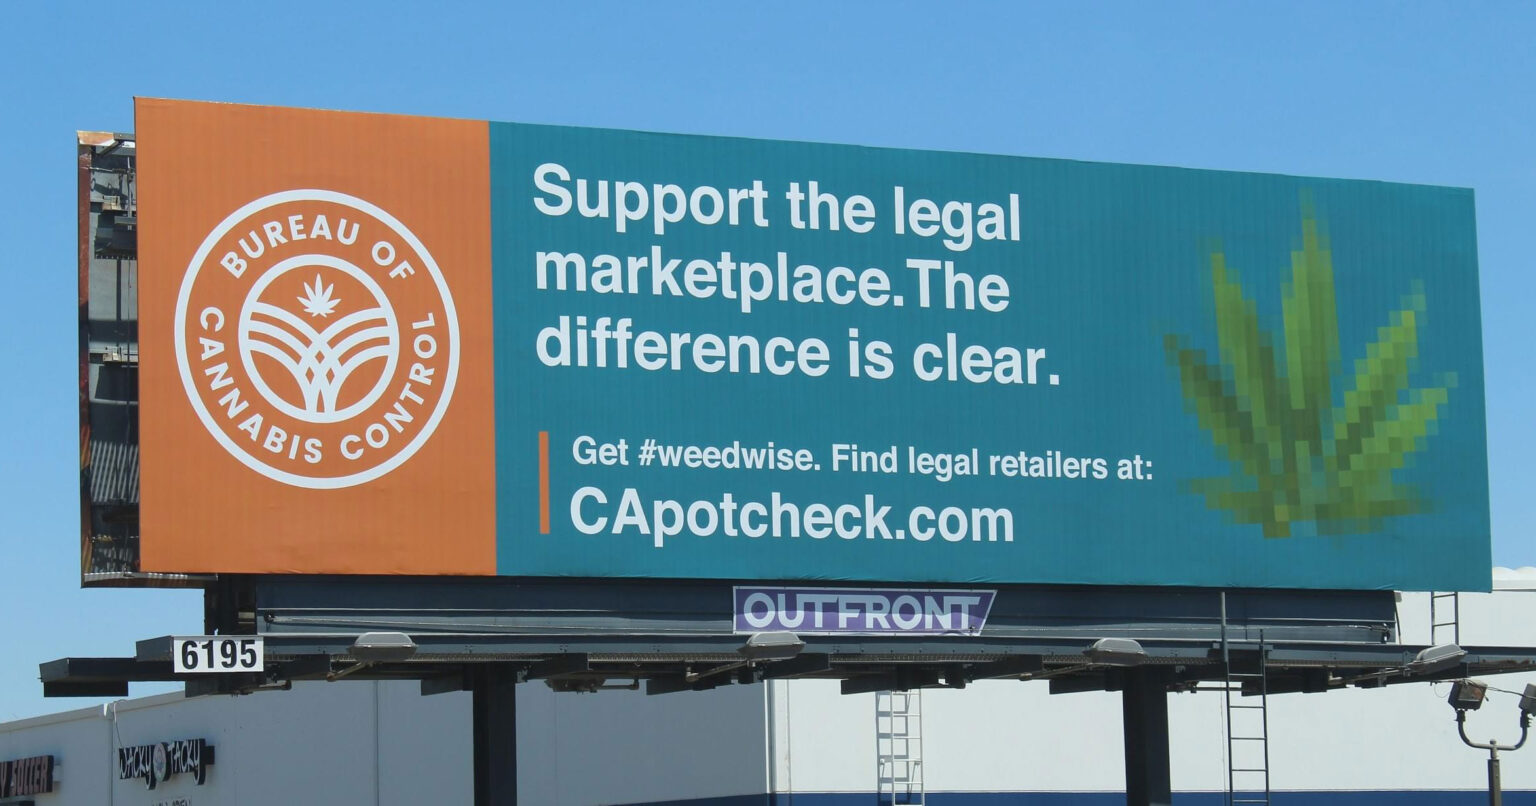 BUREAU OF
CANNABIS CONTROL
Support the legal
marketplace.The
difference is clear.
Get #weedwise. Find legal retailers at:
CApotcheck.com
OUTFRONT
6195
WACKY TACKY